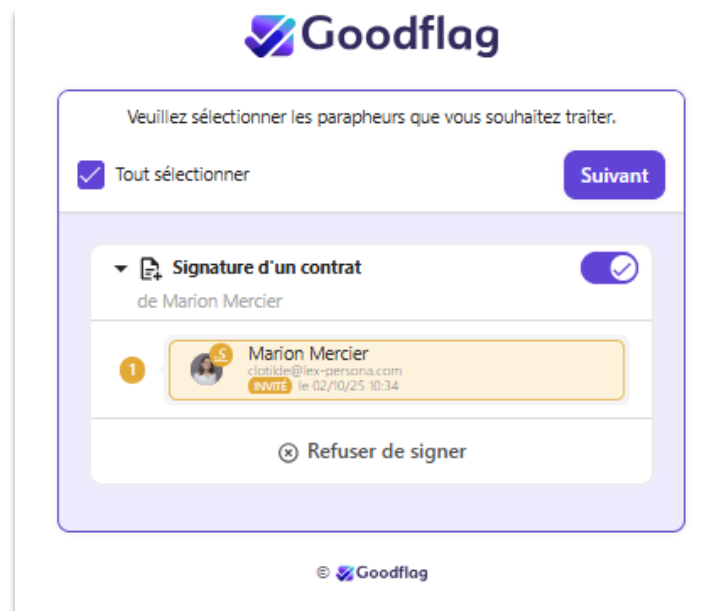 Goodflag
Veuillez sélectionner les parapheurs que vous souhaitez traiter.
Tout sélectionner
Suivant
Signature d'un contrat
de Marion Mercier
1
Marion Mercier
clotilde@lex-persona.com
INVITÉ le 02/10/25 10:34
Refuser de signer
© Goodflag